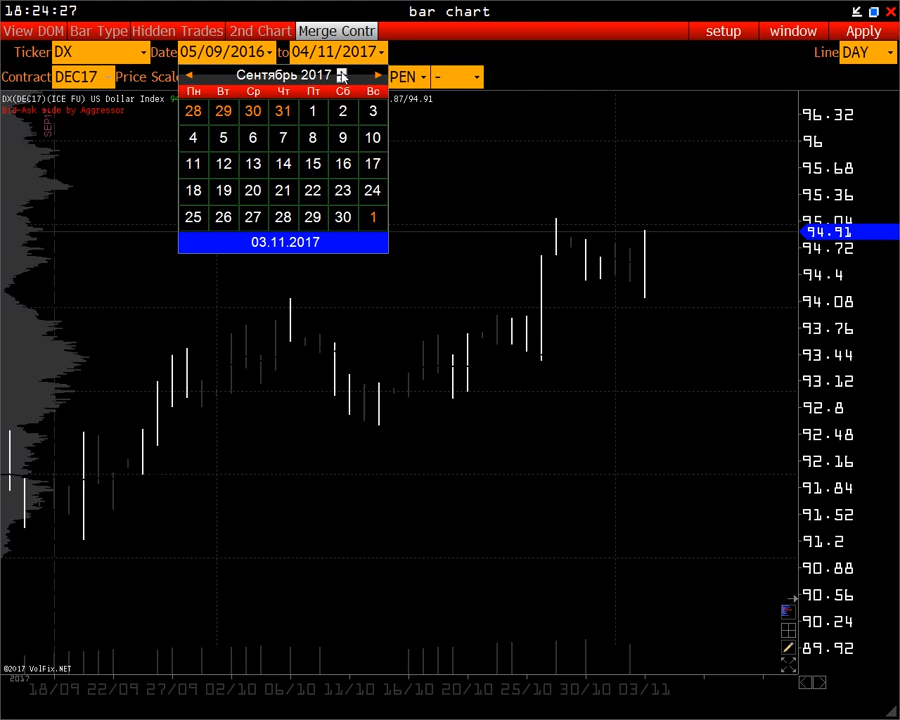 18:24:27 bar chart
View DOM Bar Type Hidden Trades 2nd Chart Merge Contr setup window Apply
Ticker DX Date 05/09/2016 to 04/11/2017 Line DAY
Contract DEC17 Price Scale PEN -
Сентябрь 2017
Пн Вт Ср Чт Пт Сб Вс
28 29 30 31 1 2 3
4 5 6 7 8 9 10
11 12 13 14 15 16 17
18 19 20 21 22 23 24
25 26 27 28 29 30 1
03.11.2017
DX(DEC17)(ICE FU) US Dollar Index .87/94.91
Bid-Ask side by Aggressor
96.32
96
95.68
95.36
95.04
94.91
94.72
94.4
94.08
93.76
93.44
93.12
92.8
92.48
92.16
91.84
91.52
91.2
90.88
90.56
90.24
89.92
©2017 VolFix.NET
2017
18/09 22/09 27/09 02/10 06/10 11/10 16/10 20/10 25/10 30/10 03/11